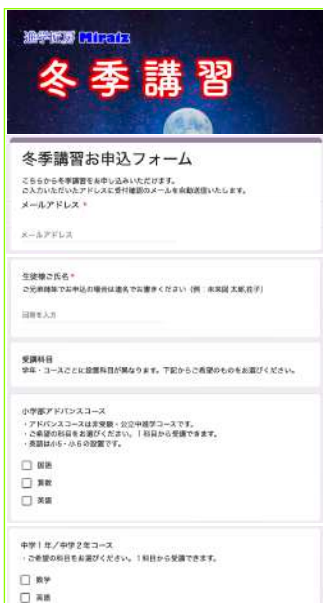 進学工房 Miraiz
冬季講習
冬季講習お申込フォーム
こちらから冬季講習をお申し込みいただけます。
ご入力いただいたアドレスに受付確認のメールを自動送信いたします。
メールアドレス *
メールアドレス
生徒様ご氏名 *
ご兄弟姉妹でお申込の場合は連名でお書きください（例：未来図 太郎,花子）
回答を入力
受講科目
学年・コースごとに設置科目が異なります。下記からご希望のものをお選びください。
小学部アドバンスコース
・アドバンスコースは非受験・公立中進学コースです。
・ご希望の科目をお選びください。1科目から受講できます。
・英語は小5・小6の設置です。
国語
算数
英語
中学1年／中学2年コース
・ご希望の科目をお選びください。1科目から受講できます。
数学
英語